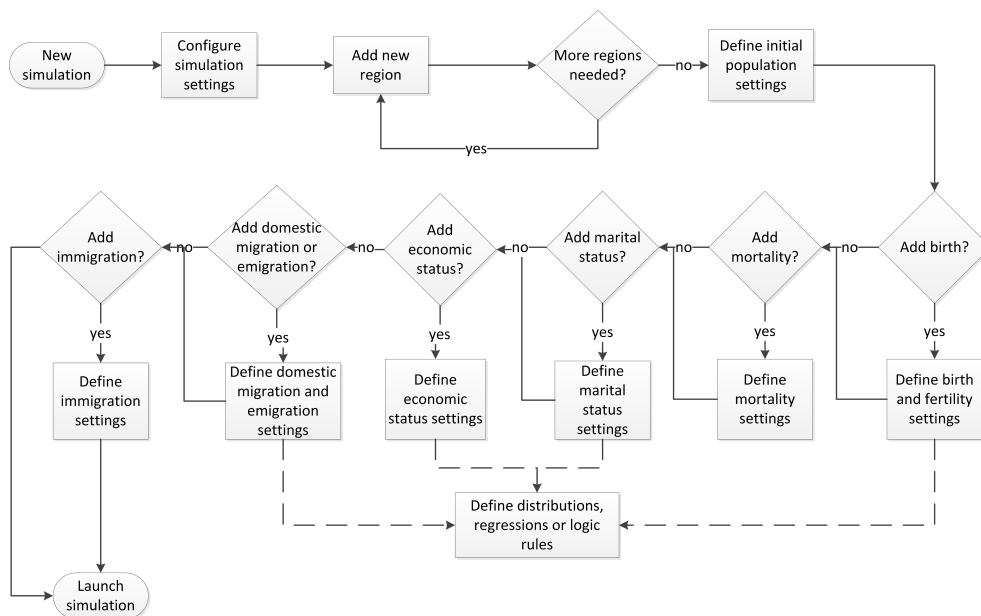 New
simulation
Configure
simulation
settings
Add new
region
More regions
needed?
no
Define initial
population
settings
yes
Add
immigration?
no
Add domestic
migration or
emigration?
no
Add
economic
status?
no
Add marital
status?
no
Add
mortality?
no
Add birth?
yes
yes
yes
yes
yes
yes
Define
immigration
settings
Define domestic
migration and
emigration
settings
Define
economic
status settings
Define
marital
status
settings
Define
mortality
settings
Define birth
and fertility
settings
Define distributions,
regressions or logic
rules
Launch
simulation